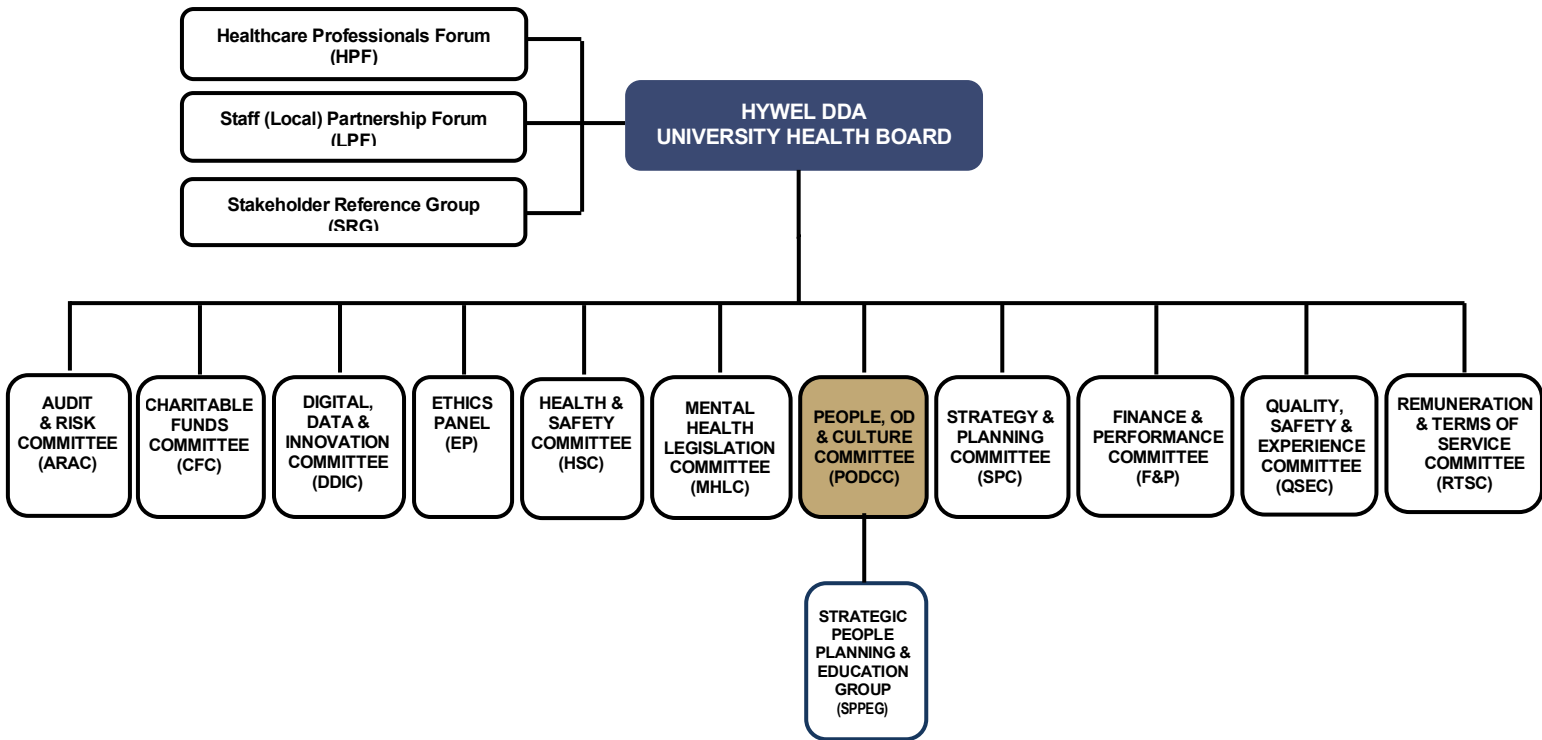 Healthcare Professionals Forum
(HPF)
Staff (Local) Partnership Forum
(LPF)
Stakeholder Reference Group
(SRG)
HYWEL DDA
UNIVERSITY HEALTH BOARD
AUDIT
& RISK
COMMITTEE
(ARAC)
CHARITABLE
FUNDS
COMMITTEE
(CFC)
DIGITAL,
DATA &
INNOVATION
COMMITTEE
(DDIC)
ETHICS
PANEL
(EP)
HEALTH &
SAFETY
COMMITTEE
(HSC)
MENTAL
HEALTH
LEGISLATION
COMMITTEE
(MHLC)
PEOPLE, OD
& CULTURE
COMMITTEE
(PODCC)
STRATEGY &
PLANNING
COMMITTEE
(SPC)
FINANCE &
PERFORMANCE
COMMITTEE
(F&P)
QUALITY,
SAFETY &
EXPERIENCE
COMMITTEE
(QSEC)
REMUNERATION
& TERMS OF
SERVICE
COMMITTEE
(RTSC)
STRATEGIC
PEOPLE
PLANNING &
EDUCATION
GROUP
(SPPEG)